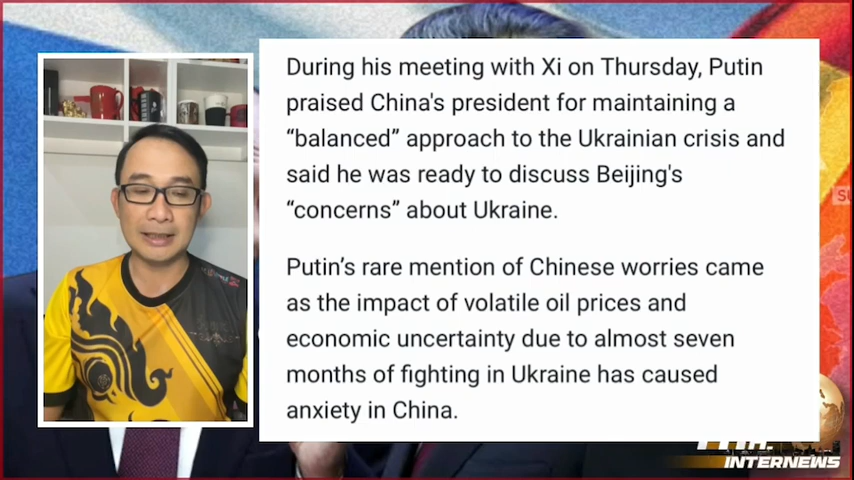 During his meeting with Xi on Thursday, Putin
praised China's president for maintaining a
“balanced” approach to the Ukrainian crisis and
said he was ready to discuss Beijing's
“concerns” about Ukraine.
Putin’s rare mention of Chinese worries came
as the impact of volatile oil prices and
economic uncertainty due to almost seven
months of fighting in Ukraine has caused
anxiety in China.
INTERNEWS